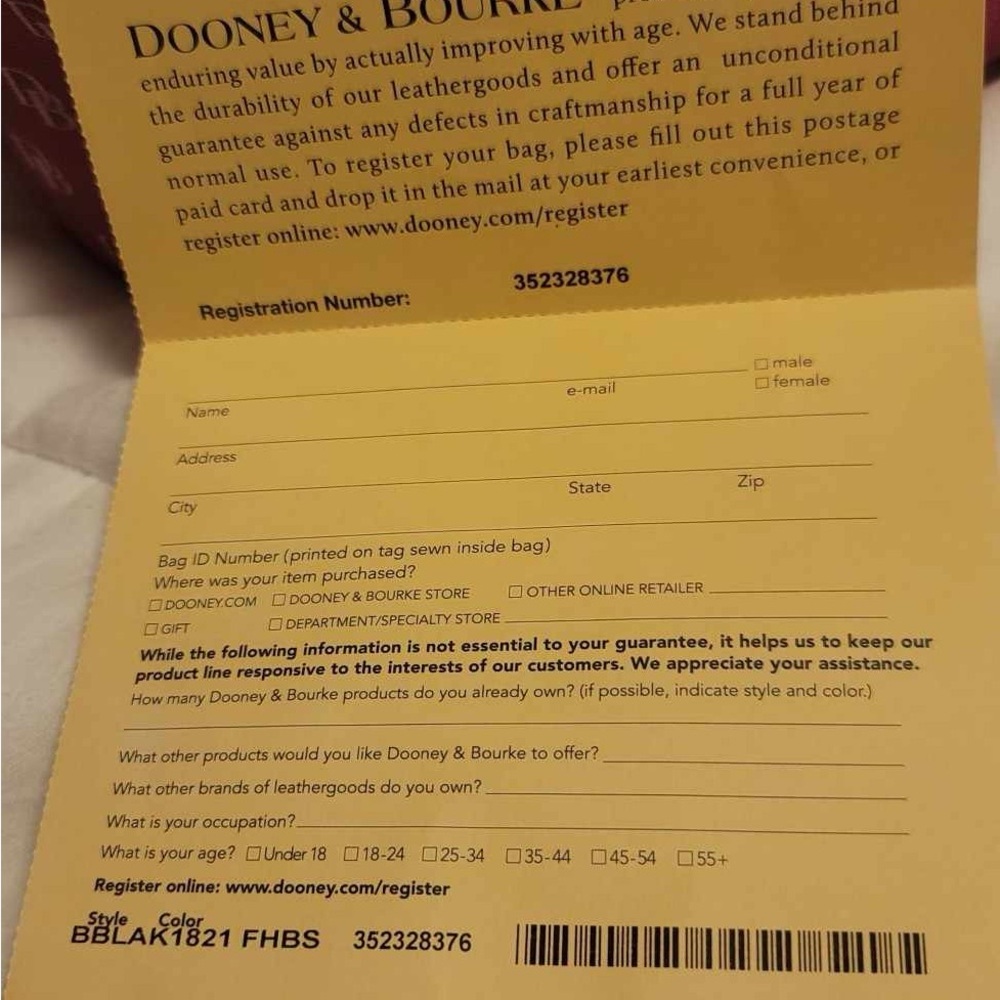 DOONEY & BOURKE
enduring value by actually improving with age. We stand behind
the durability of our leathergoods and offer an unconditional
guarantee against any defects in craftmanship for a full year of
normal use. To register your bag, please fill out this postage
paid card and drop it in the mail at your earliest convenience, or
register online: www.dooney.com/register
Registration Number: 352328376
☐ male
Name e-mail ☐ female
Address
City State Zip
Bag ID Number (printed on tag sewn inside bag)
Where was your item purchased?
☐ DOONEY.COM ☐ DOONEY & BOURKE STORE ☐ OTHER ONLINE RETAILER
☐ GIFT ☐ DEPARTMENT/SPECIALTY STORE
While the following information is not essential to your guarantee, it helps us to keep our
product line responsive to the interests of our customers. We appreciate your assistance.
How many Dooney & Bourke products do you already own? (if possible, indicate style and color.)
What other products would you like Dooney & Bourke to offer?
What other brands of leathergoods do you own?
What is your occupation?
What is your age? ☐ Under 18 ☐ 18-24 ☐ 25-34 ☐ 35-44 ☐ 45-54 ☐ 55+
Register online: www.dooney.com/register
Style Color
BBLAK1821 FHBS 352328376